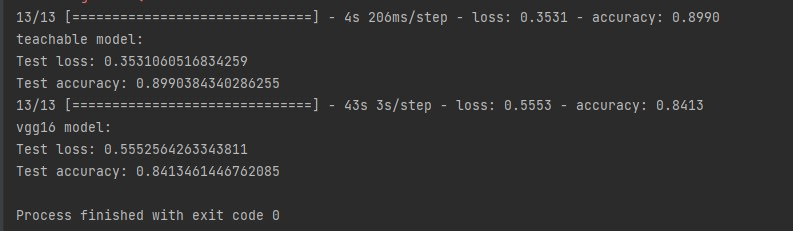 13/13 [==============================] - 4s 206ms/step - loss: 0.3531 - accuracy: 0.8990
teachable model:
Test loss: 0.3531060516834259
Test accuracy: 0.8990384340286255
13/13 [==============================] - 43s 3s/step - loss: 0.5553 - accuracy: 0.8413
vgg16 model:
Test loss: 0.5552564263343811
Test accuracy: 0.8413461446762085
Process finished with exit code 0